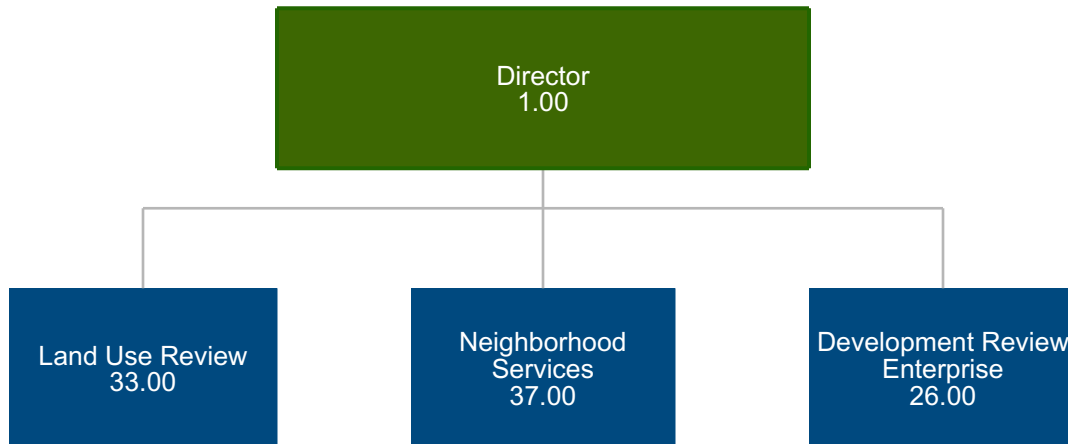 Director
1.00
Land Use Review
33.00
Neighborhood
Services
37.00
Development Review
Enterprise
26.00